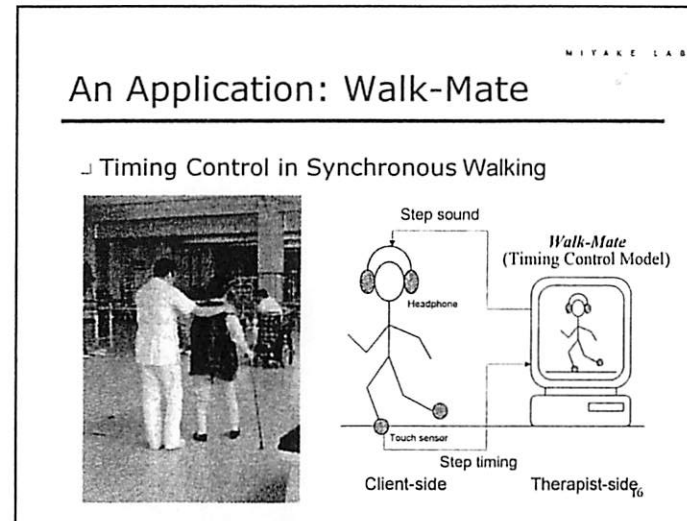 MIYAKE LAB
An Application: Walk-Mate
Timing Control in Synchronous Walking
Step sound
Walk-Mate
(Timing Control Model)
Headphone
Touch sensor
Step timing
Client-side
Therapist-side
16